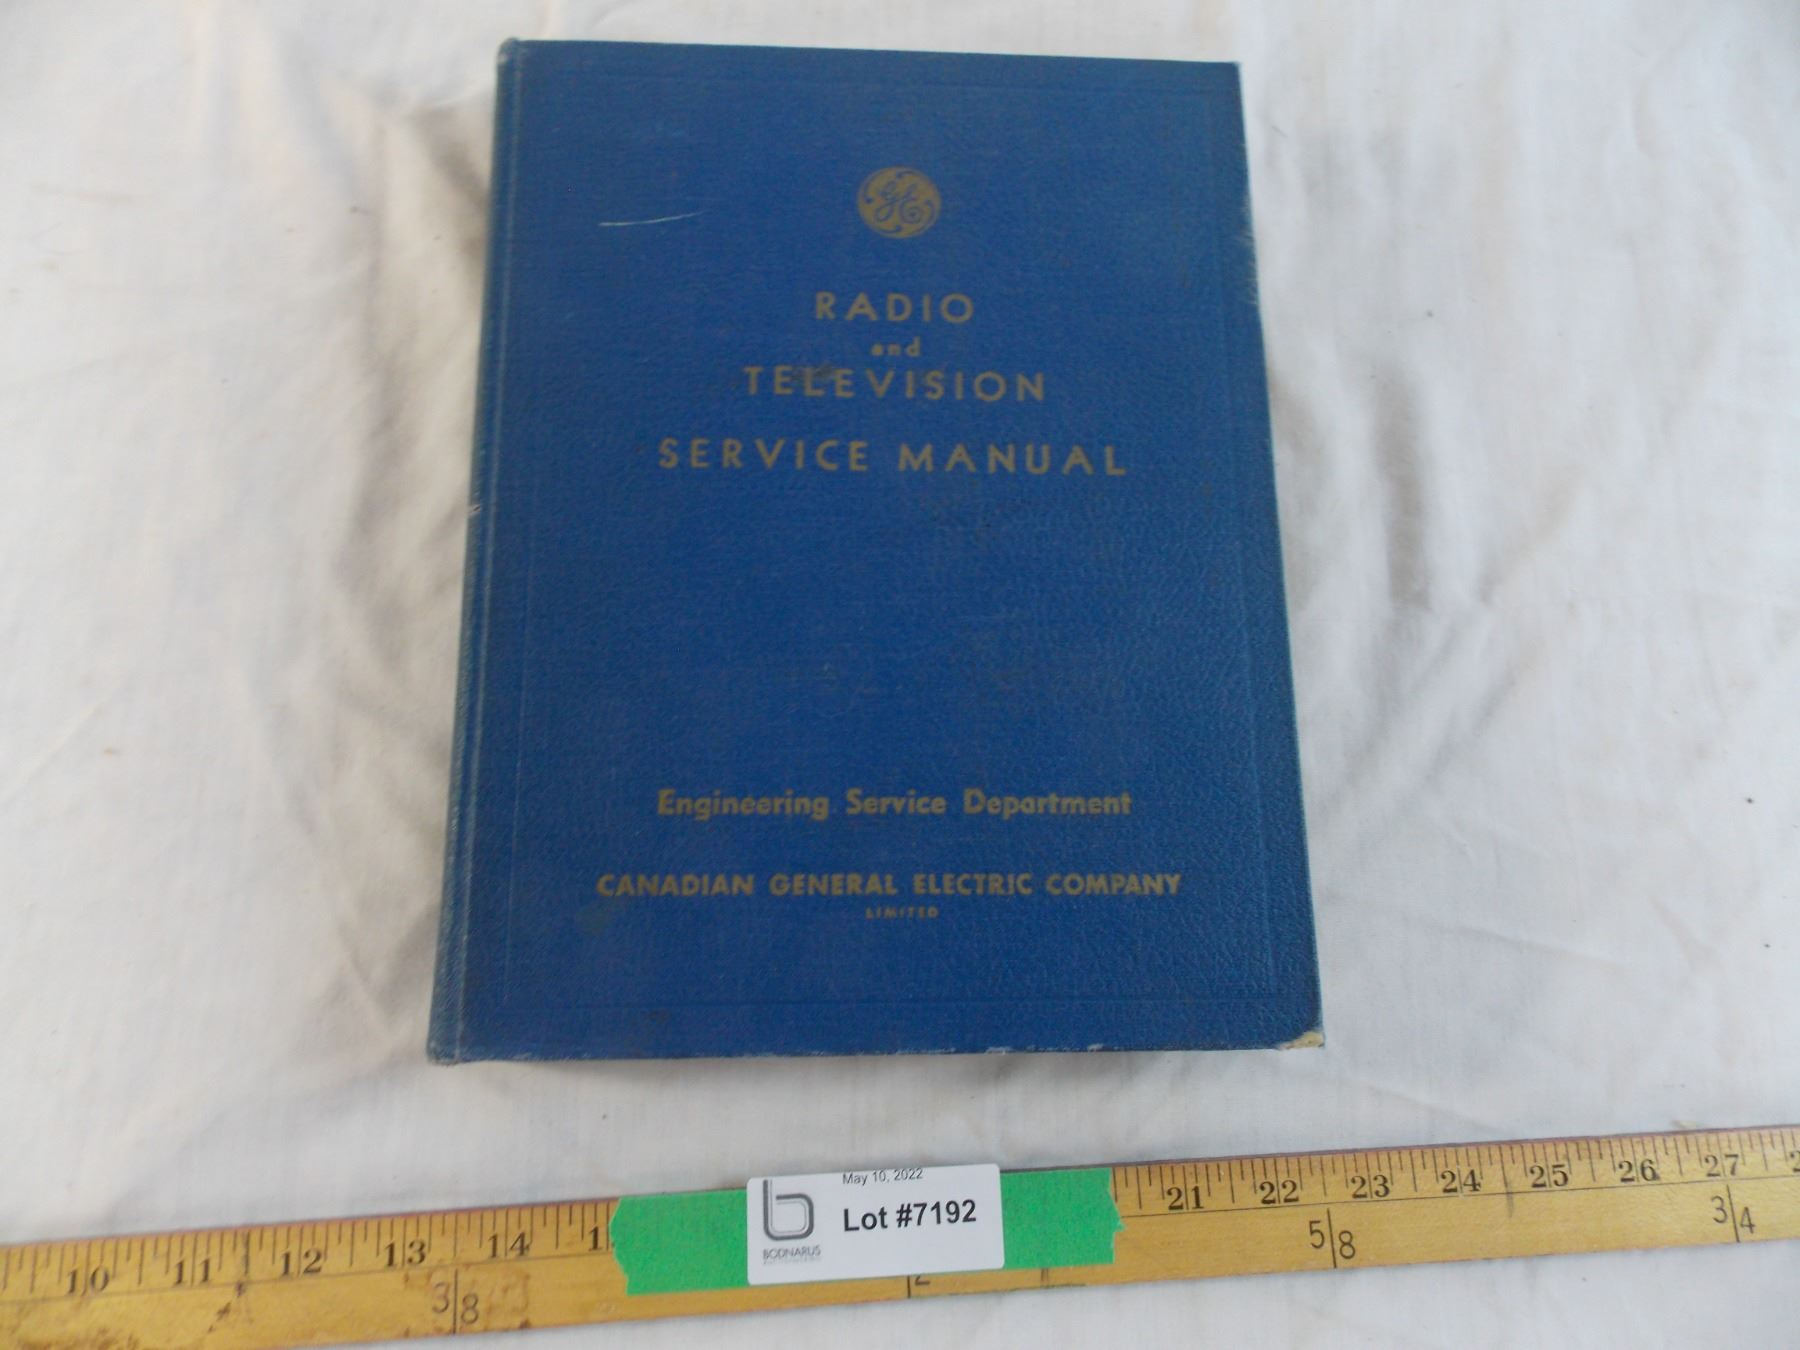 GE
RADIO
and
TELEVISION
SERVICE MANUAL
Engineering Service Department
CANADIAN GENERAL ELECTRIC COMPANY
LIMITED
May 10, 2022
Lot #7192
BODNARUS
10 11 12 13 14 21 22 23 24 25 26 27
3/8 5/8 3/4